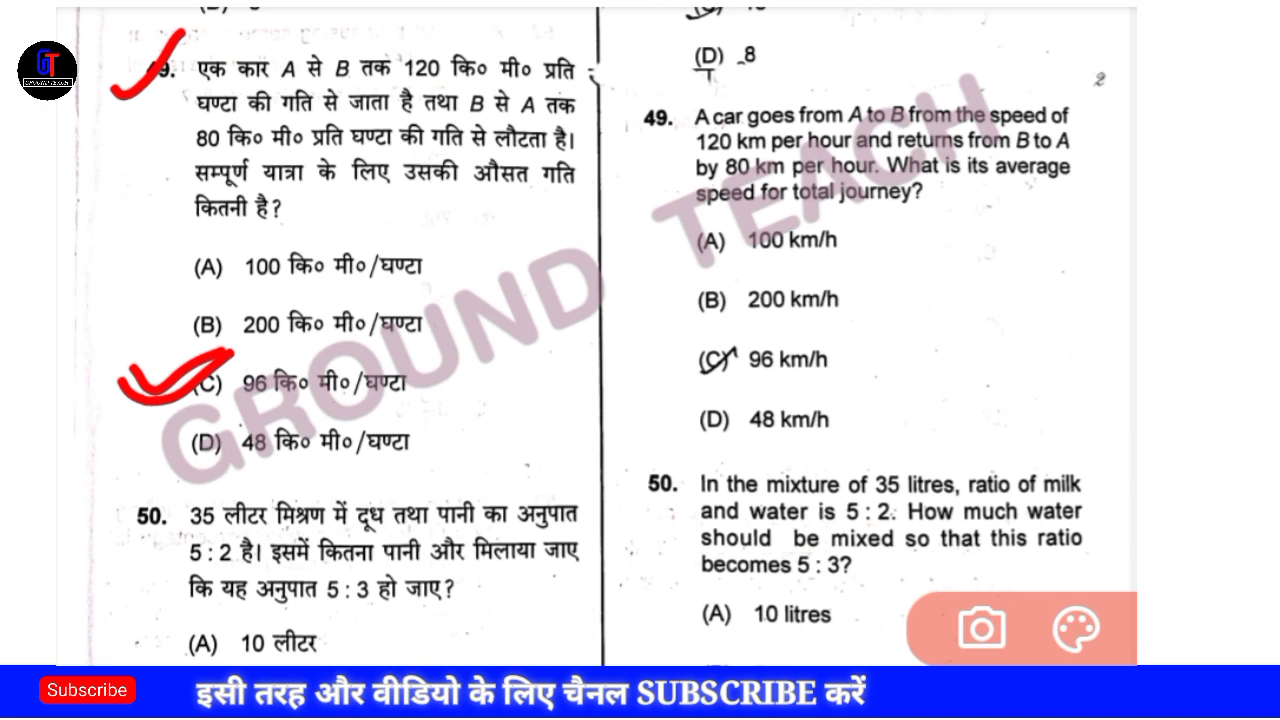 49. एक कार A से B तक 120 कि० मी० प्रति
घण्टा की गति से जाता है तथा B से A तक
80 कि० मी० प्रति घण्टा की गति से लौटता है।
सम्पूर्ण यात्रा के लिए उसकी औसत गति
कितनी है?
(A) 100 कि० मी०/घण्टा
(B) 200 कि० मी०/घण्टा
(C) 96 कि० मी०/घण्टा
(D) 48 कि० मी०/घण्टा
50. 35 लीटर मिश्रण में दूध तथा पानी का अनुपात
5 : 2 है। इसमें कितना पानी और मिलाया जाए
कि यह अनुपात 5 : 3 हो जाए?
(A) 10 लीटर
(D) 8
2
49. A car goes from A to B from the speed of
120 km per hour and returns from B to A
by 80 km per hour. What is its average
speed for total journey?
(A) 100 km/h
(B) 200 km/h
(C) 96 km/h
(D) 48 km/h
50. In the mixture of 35 litres, ratio of milk
and water is 5 : 2. How much water
should be mixed so that this ratio
becomes 5 : 3?
(A) 10 litres
GROUND TEACH
GT
Subscribe
इसी तरह और वीडियो के लिए चैनल SUBSCRIBE करें